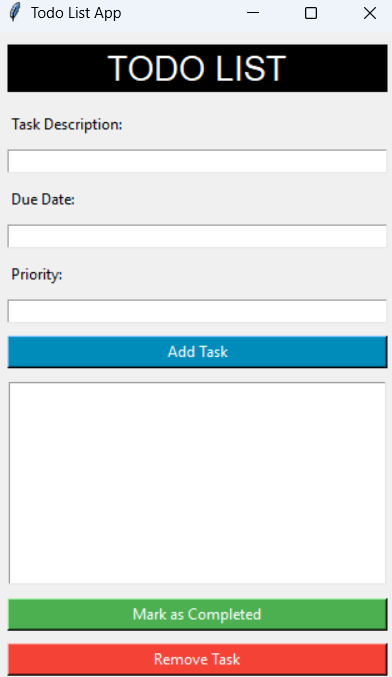 Todo List App
TODO LIST
Task Description:
Due Date:
Priority:
Add Task
Mark as Completed
Remove Task